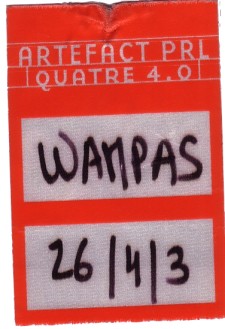 ARTEFACT PRL
QUATRE 4.0
WAMPAS
26/4/3